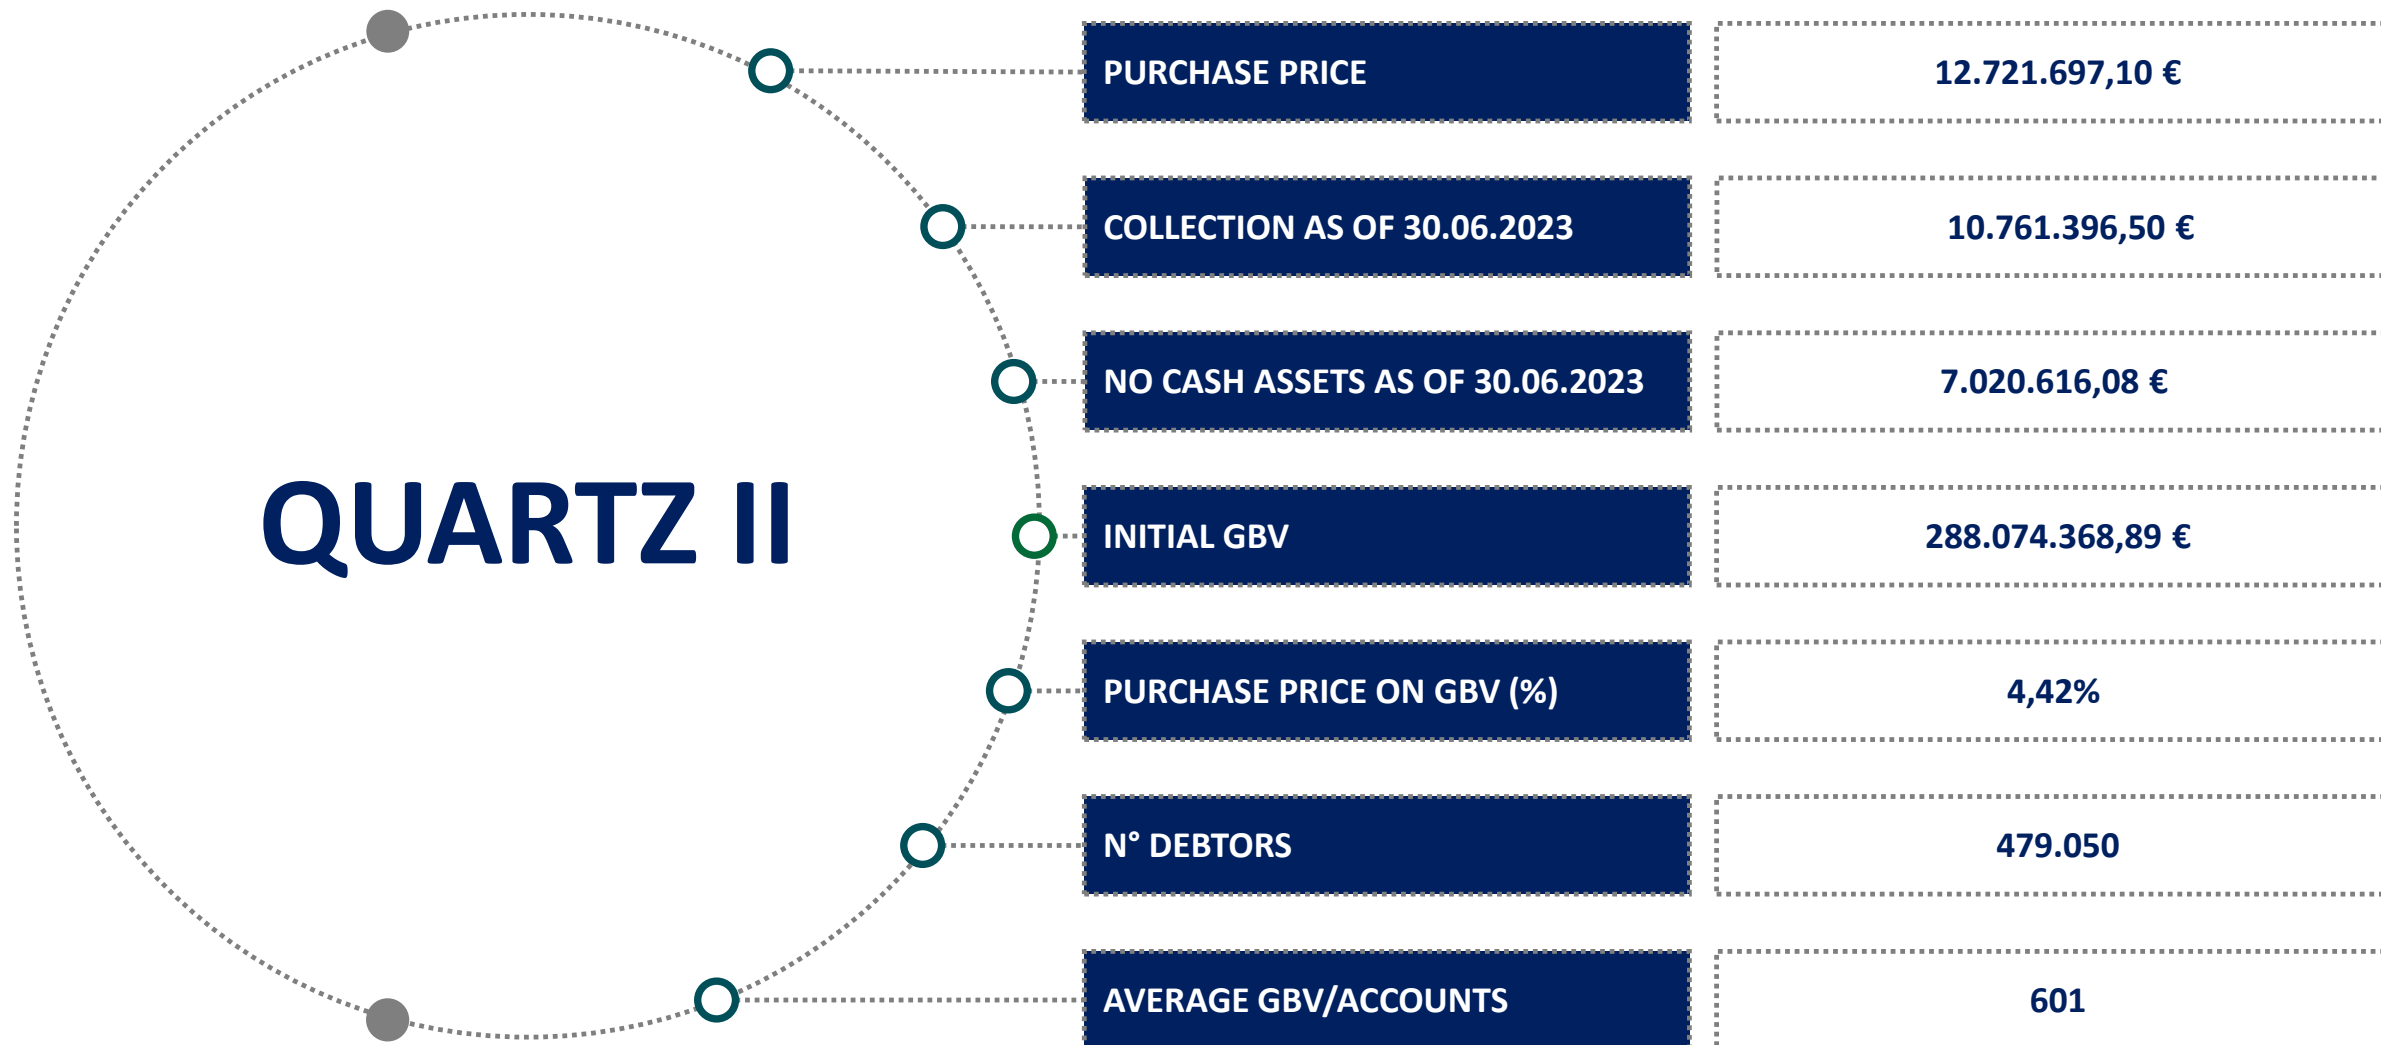 QUARTZ II
PURCHASE PRICE
12.721.697,10 €
COLLECTION AS OF 30.06.2023
10.761.396,50 €
NO CASH ASSETS AS OF 30.06.2023
7.020.616,08 €
INITIAL GBV
288.074.368,89 €
PURCHASE PRICE ON GBV (%)
4,42%
N° DEBTORS
479.050
AVERAGE GBV/ACCOUNTS
601